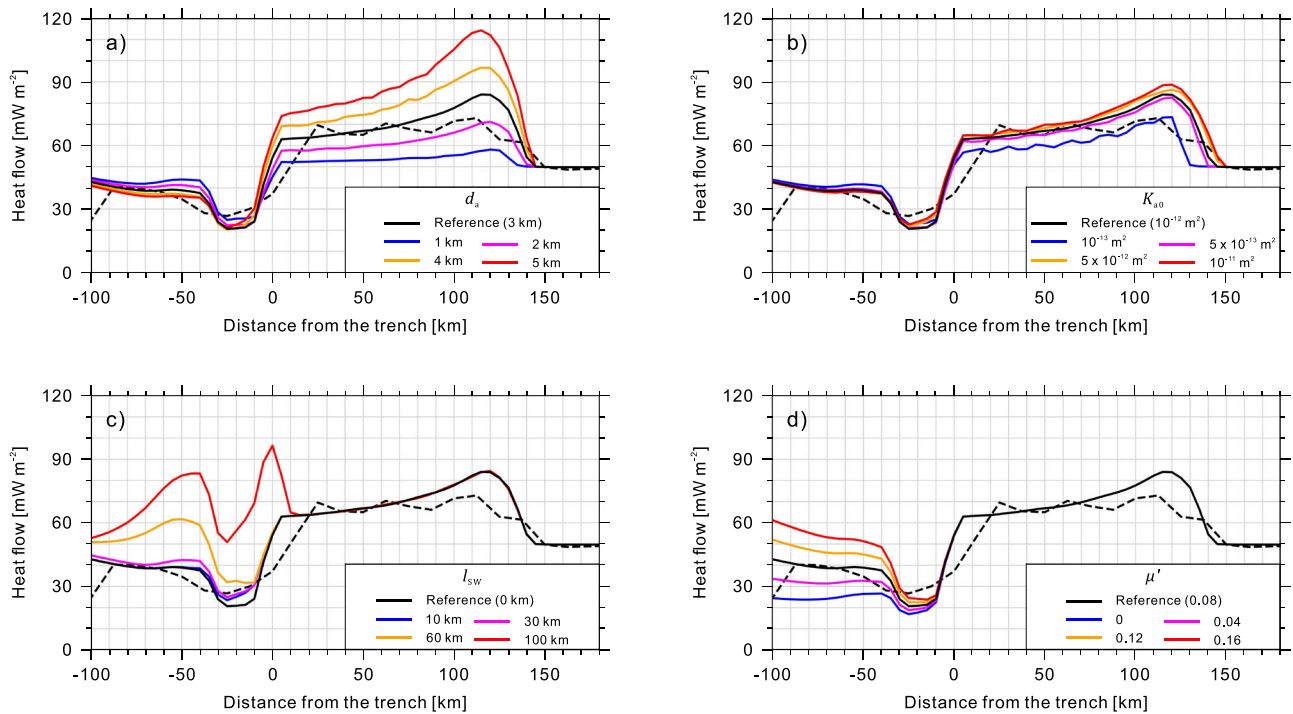 a)
120
90
60
30
0
Heat flow [mW m⁻²]
dₐ
Reference (3 km)
1 km
2 km
4 km
5 km
-100 -50 0 50 100 150
Distance from the trench [km]
b)
120
90
60
30
0
Heat flow [mW m⁻²]
Kₐ₀
Reference (10⁻¹² m²)
10⁻¹³ m²
5 x 10⁻¹³ m²
5 x 10⁻¹² m²
10⁻¹¹ m²
-100 -50 0 50 100 150
Distance from the trench [km]
c)
120
90
60
30
0
Heat flow [mW m⁻²]
l_SW
Reference (0 km)
10 km
30 km
60 km
100 km
-100 -50 0 50 100 150
Distance from the trench [km]
d)
120
90
60
30
0
Heat flow [mW m⁻²]
μ'
Reference (0.08)
0
0.04
0.12
0.16
-100 -50 0 50 100 150
Distance from the trench [km]